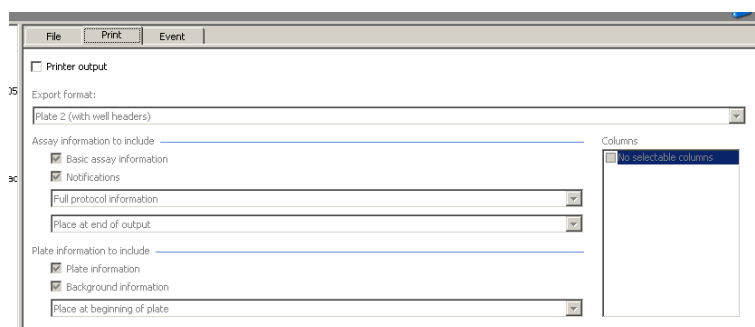 File Print Event
Printer output
05
Export format:
Plate 2 (with well headers)
Assay information to include
Columns
Basic assay information
No selectable columns
Notifications
ac
Full protocol information
Place at end of output
Plate information to include
Plate information
Background information
Place at beginning of plate